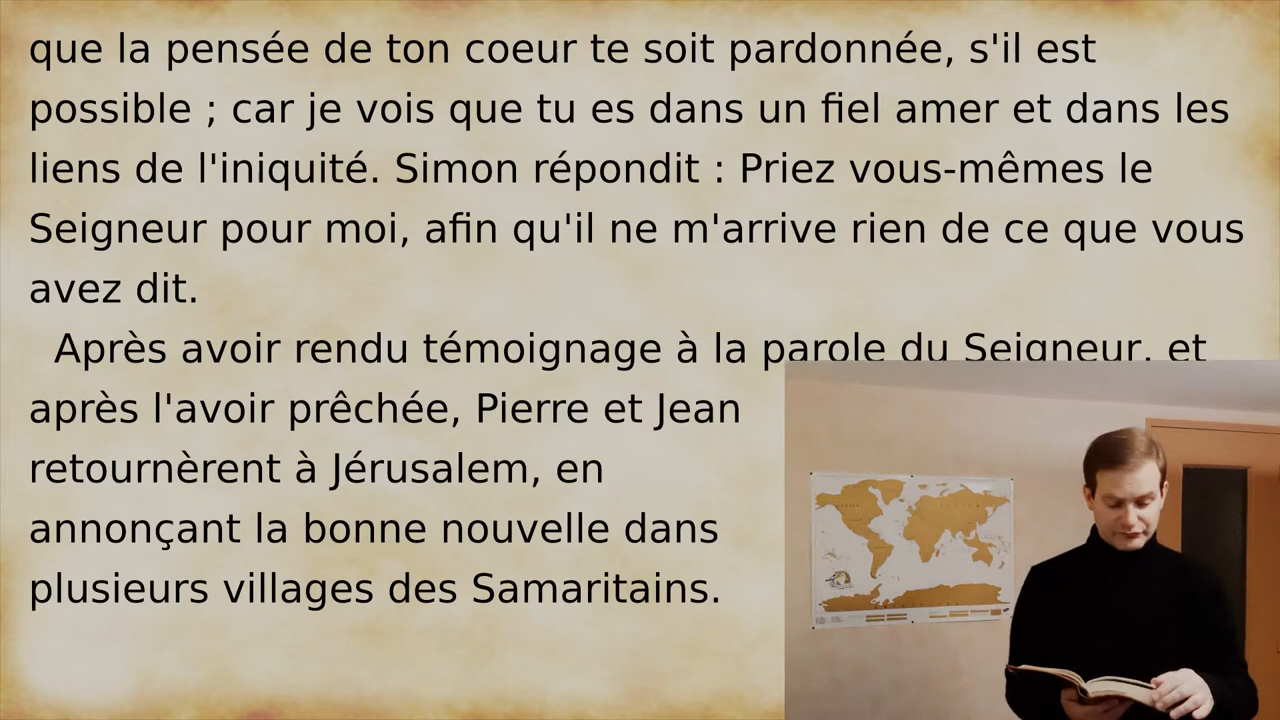 que la pensée de ton coeur te soit pardonnée, s'il est
possible ; car je vois que tu es dans un fiel amer et dans les
liens de l'iniquité. Simon répondit : Priez vous-mêmes le
Seigneur pour moi, afin qu'il ne m'arrive rien de ce que vous
avez dit.
Après avoir rendu témoignage à la parole du Seigneur, et
après l'avoir prêchée, Pierre et Jean
retournèrent à Jérusalem, en
annonçant la bonne nouvelle dans
plusieurs villages des Samaritains.